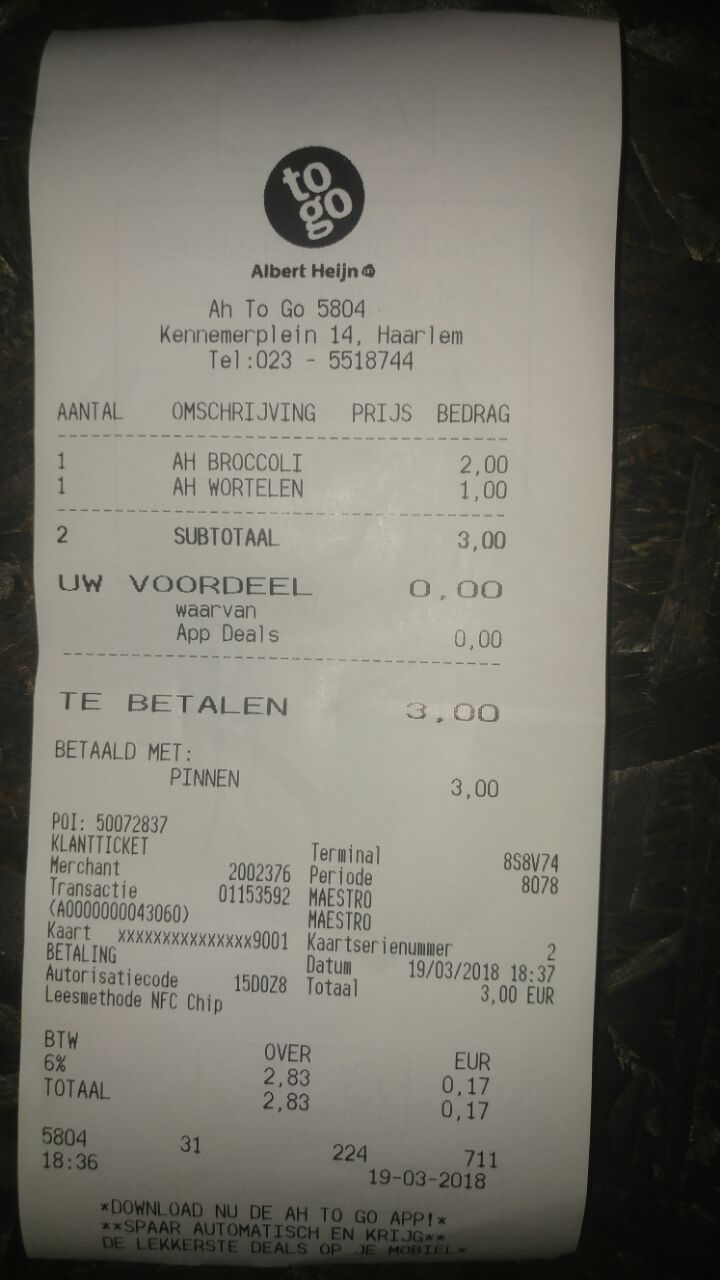 to
go
Albert Heijn
Ah To Go 5804
Kennemerplein 14, Haarlem
Tel:023 - 5518744
AANTAL OMSCHRIJVING PRIJS BEDRAG
1 AH BROCCOLI 2,00
1 AH WORTELEN 1,00
2 SUBTOTAAL 3,00
UW VOORDEEL 0,00
waarvan
App Deals 0,00
TE BETALEN 3,00
BETAALD MET:
PINNEN 3,00
POI: 50072837
KLANTTICKET Terminal 8S8V74
Merchant 2002376 Periode 8078
Transactie 01153592 MAESTRO
(A0000000043060) MAESTRO
Kaart xxxxxxxxxxxxxxx9001 Kaartserienummer 2
BETALING Datum 19/03/2018 18:37
Autorisatiecode 15D0Z8 Totaal 3,00 EUR
Leesmethode NFC Chip
BTW OVER EUR
6% 2,83 0,17
TOTAAL 2,83 0,17
5804 31 224 711
18:36 19-03-2018
*DOWNLOAD NU DE AH TO GO APP!*
**SPAAR AUTOMATISCH EN KRIJG**
DE LEKKERSTE DEALS OP JE MOBIEL*